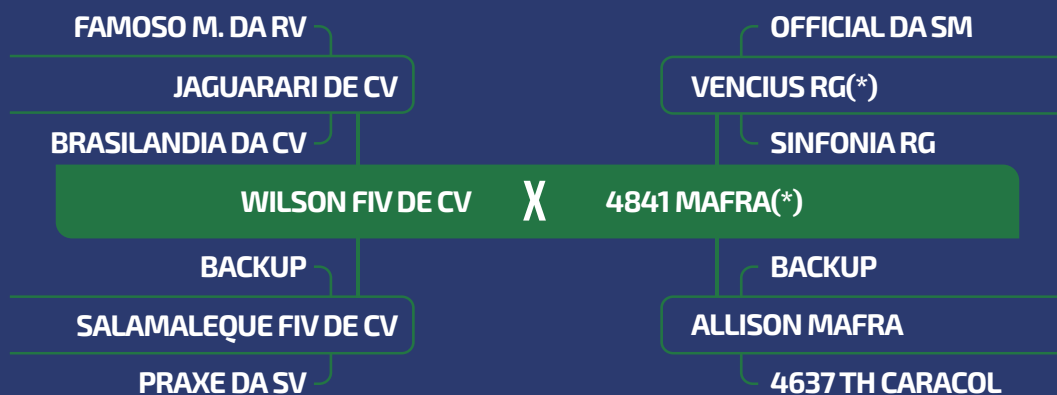 FAMOSO M. DA RV
OFFICIAL DA SM
JAGUARARI DE CV
VENCIUS RG(*)
BRASILANDIA DA CV
SINFONIA RG
WILSON FIV DE CV X 4841 MAFRA(*)
BACKUP
BACKUP
SALAMALEQUE FIV DE CV
ALLISON MAFRA
PRAXE DA SV
4637 TH CARACOL